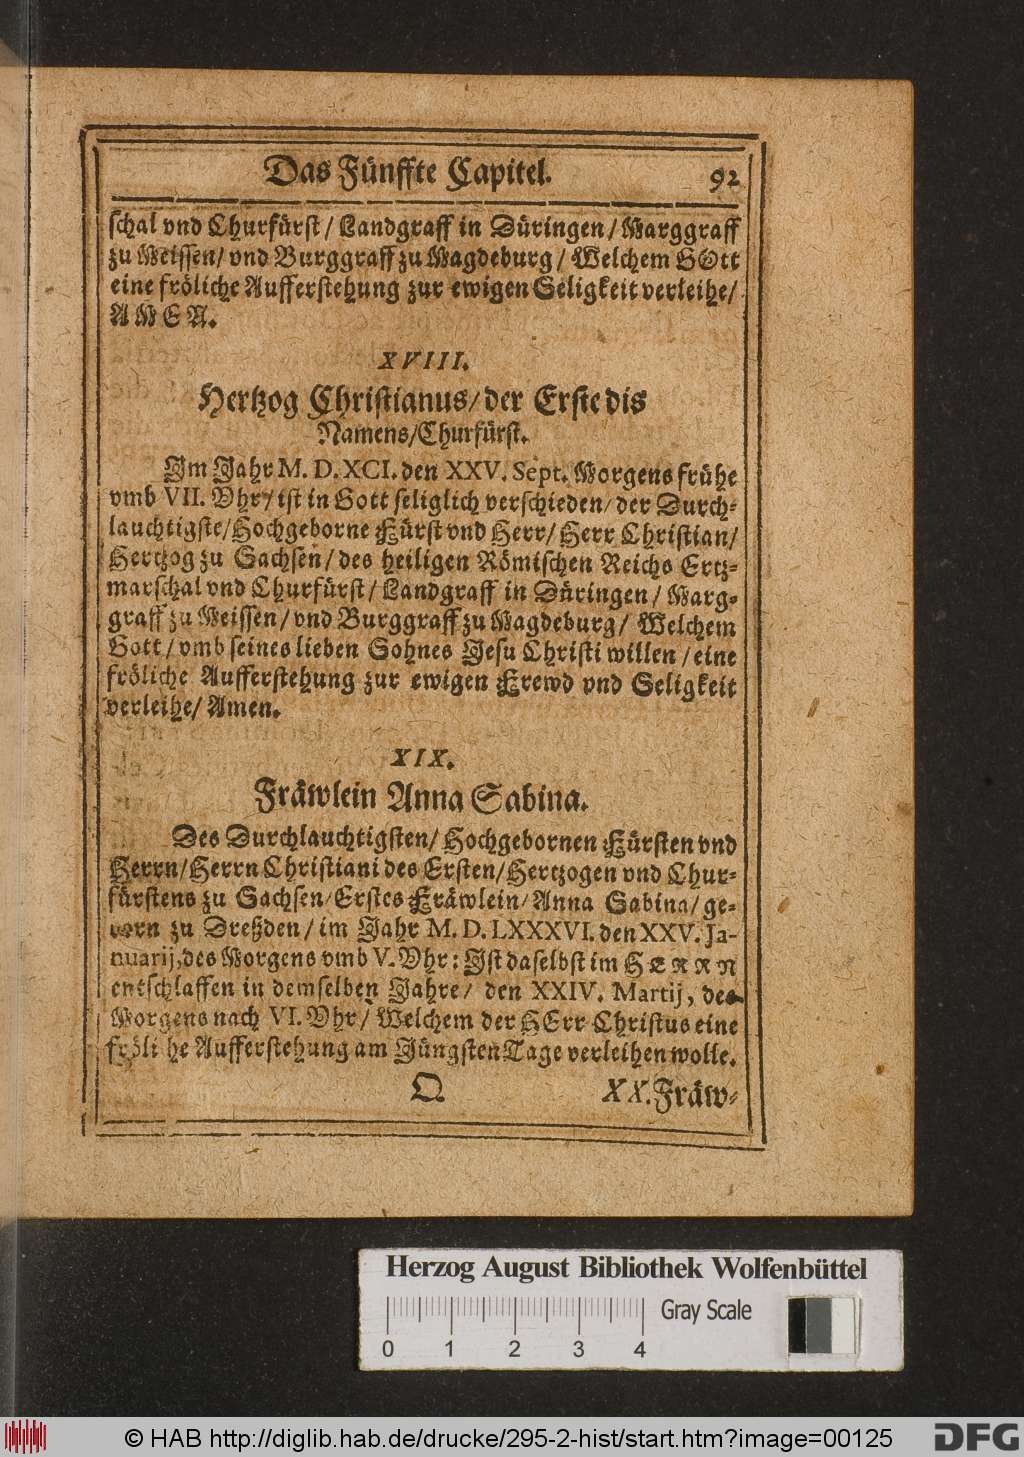 Das Fünffte Capitel. 92
schal vnd Churfürst / Landgraff in Düringen / Marggraff
zu Meissen / vnd Burggraff zu Magdeburg / Welchem GOtt
eine fröliche Aufferstehung zur ewigen Seligkeit verleihe /
AMEN.
XVIII.
Hertzog Christianus / der Erste dis
Namens / Churfürst.
Im Jahr M. D. XCI. den XXV. Sept. Morgens frühe
vmb VII. Vhr / ist in Gott seliglich verschieden / der Durch-
lauchtigste / Hochgeborne Fürst vnd Herr / Herr Christian /
Hertzog zu Sachsen / des heiligen Römischen Reichs Ertz-
marschal vnd Churfürst / Landgraff in Düringen / Marg-
graff zu Meissen / vnd Burggraff zu Magdeburg / Welchem
Gott / vmb seines lieben Sohnes Jesu Christi willen / eine
fröliche Aufferstehung zur ewigen Frewd vnd Seligkeit
verleihe / Amen.
XIX.
Fräwlein Anna Sabina.
Des Durchlauchtigsten / Hochgebornen Fürsten vnd
Herrn / Herrn Christiani des Ersten / Hertzogen vnd Chur-
fürstens zu Sachsen / Erstes Fräwlein / Anna Sabina / ge-
born zu Dreßden / im Jahr M. D. LXXXVI. den XXV. Ja-
nuarij, des Morgens vmb V. Vhr : Ist daselbst im HERRN
entschlaffen in demselben Jahre / den XXIV. Martij, des
Morgens nach VI. Vhr / Welchem der HErr Christus eine
fröli he Aufferstehung am Jüngsten Tage verleihen wolle.
Q XX. Fräw-
Herzog August Bibliothek Wolfenbüttel
Gray Scale
0 1 2 3 4
© HAB http://diglib.hab.de/drucke/295-2-hist/start.htm?image=00125
DFG